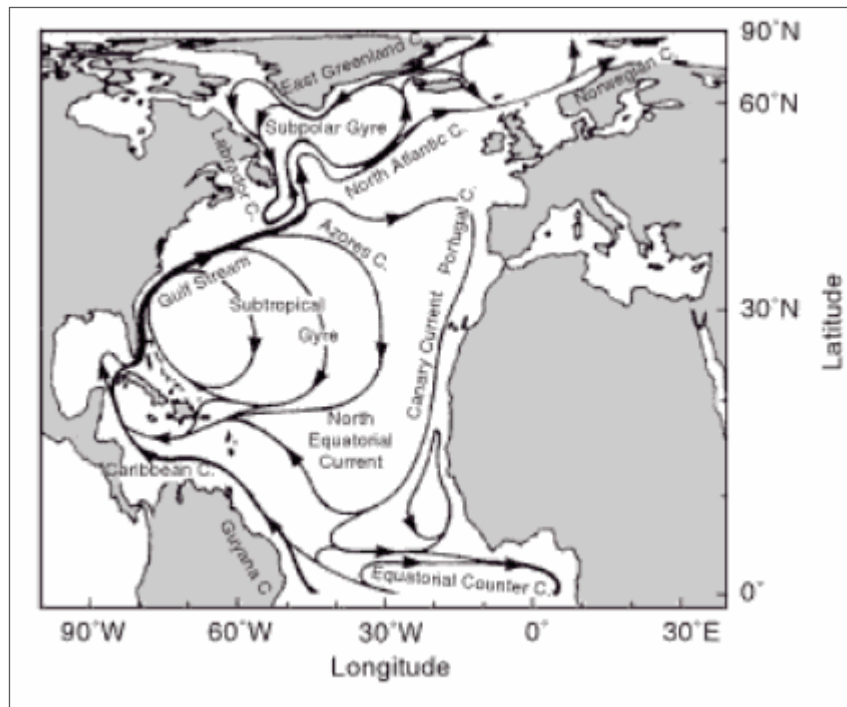 90°N
East Greenland C.
Norwegian C.
60°N
Subpolar Gyre
Labrador C.
North Atlantic C.
Azores C.
Portugal C.
Gulf Stream
Subtropical
Gyre
30°N
Latitude
Canary Current
North
Equatorial
Current
Caribbean C.
Guyana C.
Equatorial Counter C.
0°
90°W
60°W
30°W
0°
30°E
Longitude